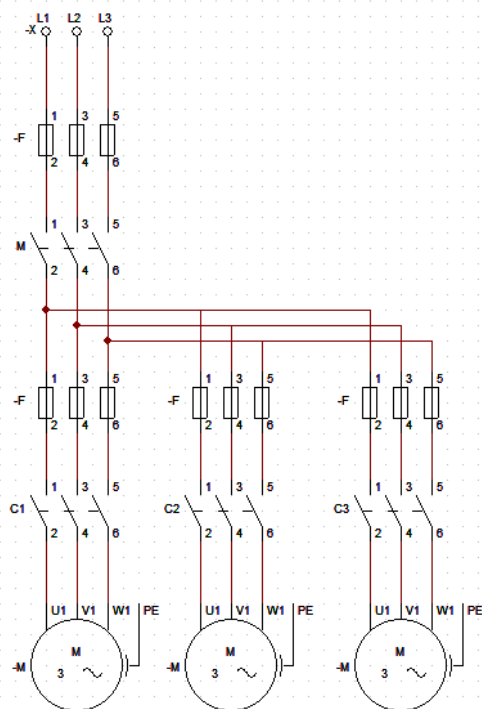 L1 L2 L3
-X
1 3 5
-F
2 4 6
1 3 5
M
2 4 6
1 3 5 1 3 5 1 3 5
-F -F -F
2 4 6 2 4 6 2 4 6
1 3 5 1 3 5 1 3 5
C1 C2 C3
2 4 6 2 4 6 2 4 6
U1 V1 W1 PE U1 V1 W1 PE U1 V1 W1 PE
M M M
-M 3 -M 3 -M 3